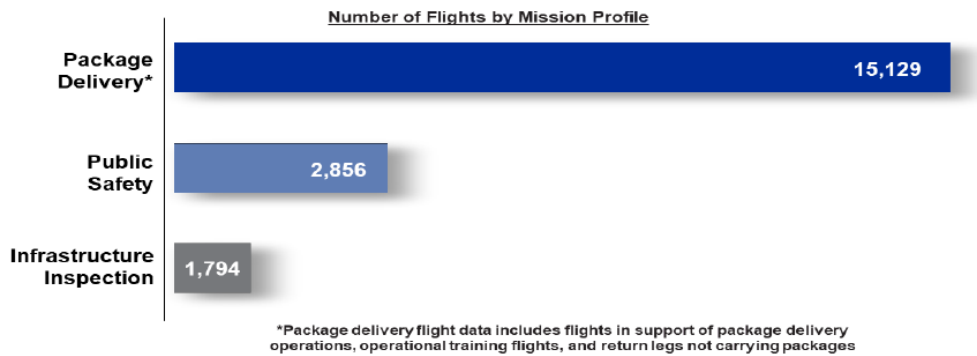 Number of Flights by Mission Profile
Package
Delivery*
15,129
Public
Safety
2,856
Infrastructure
Inspection
1,794
*Package delivery flight data includes flights in support of package delivery
operations, operational training flights, and return legs not carrying packages